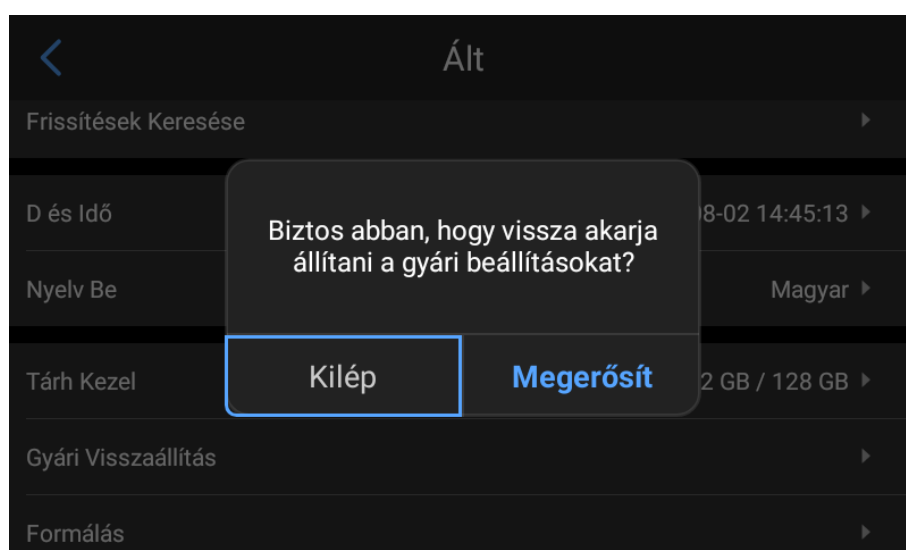 Ált
Frissítések Keresése
D és Idő
8-02 14:45:13
Biztos abban, hogy vissza akarja
állítani a gyári beállításokat?
Nyelv Be
Magyar
Kilép
Megerősít
Tárh Kezel
2 GB / 128 GB
Gyári Visszaállítás
Formálás